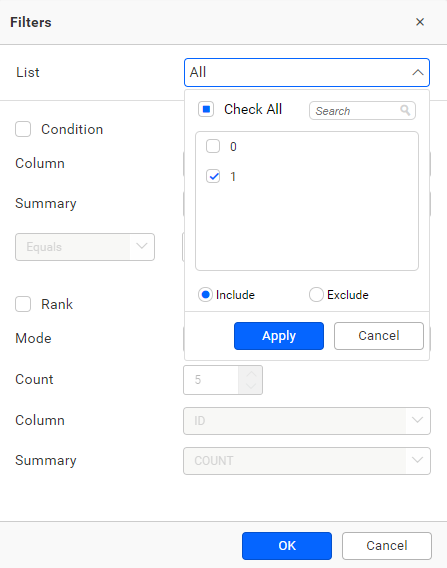 Filters ×
List All
Check All Search
Condition 0
Column 1
Summary
Equals
Include Exclude
Rank
Mode Apply Cancel
Count 5
Column ID
Summary COUNT
OK Cancel